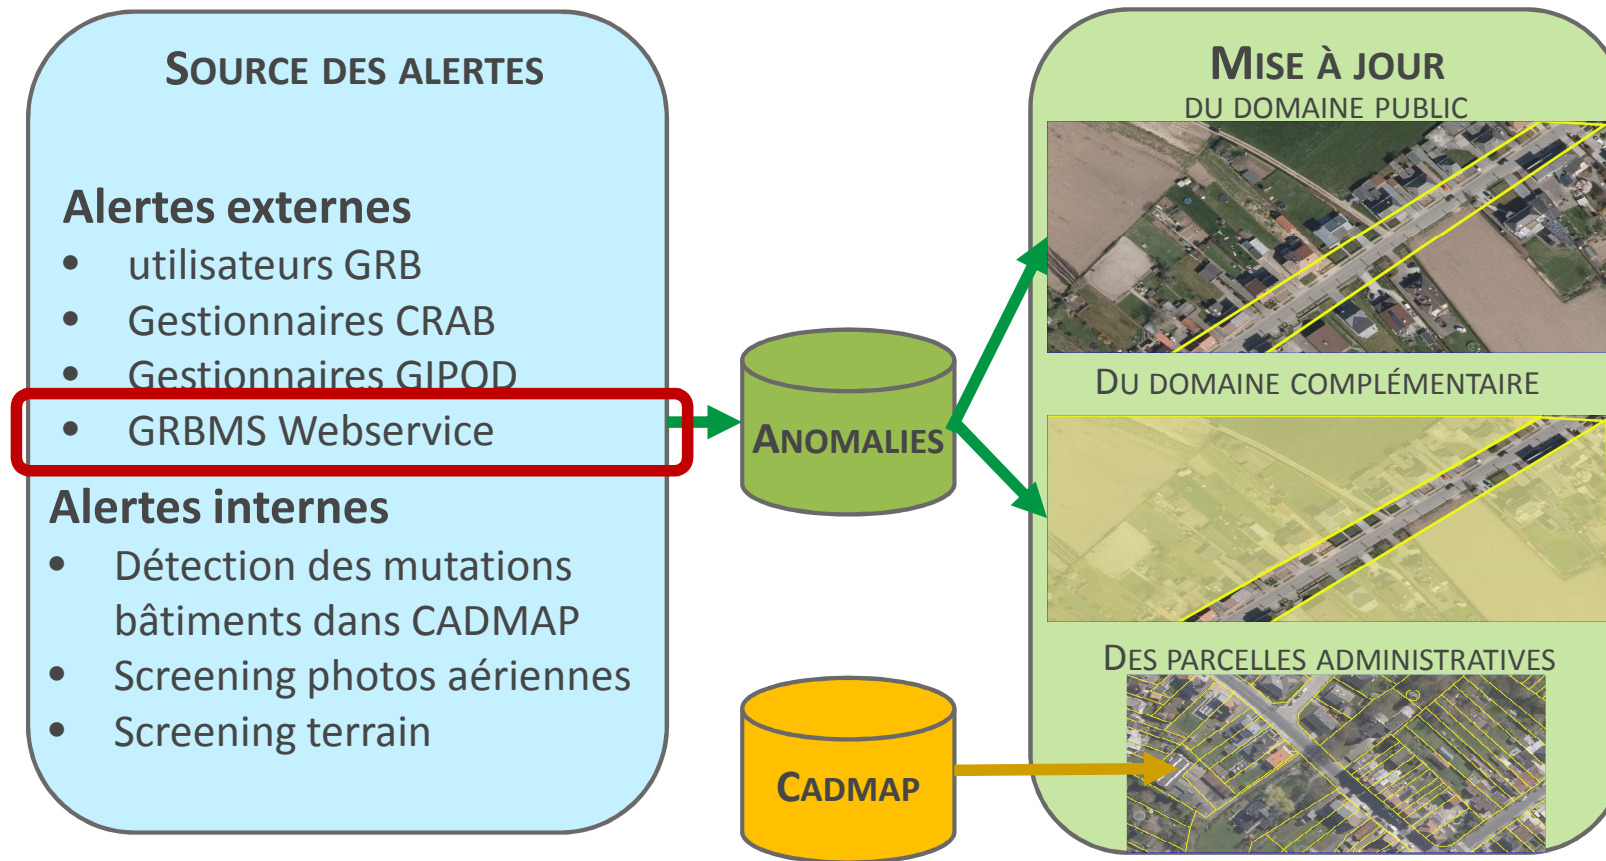 SOURCE DES ALERTES
Alertes externes
• utilisateurs GRB
• Gestionnaires CRAB
• Gestionnaires GIPOD
• GRBMS Webservice
Alertes internes
• Détection des mutations
bâtiments dans CADMAP
• Screening photos aériennes
• Screening terrain
ANOMALIES
CADMAP
MISE À JOUR
DU DOMAINE PUBLIC
DU DOMAINE COMPLÉMENTAIRE
DES PARCELLES ADMINISTRATIVES